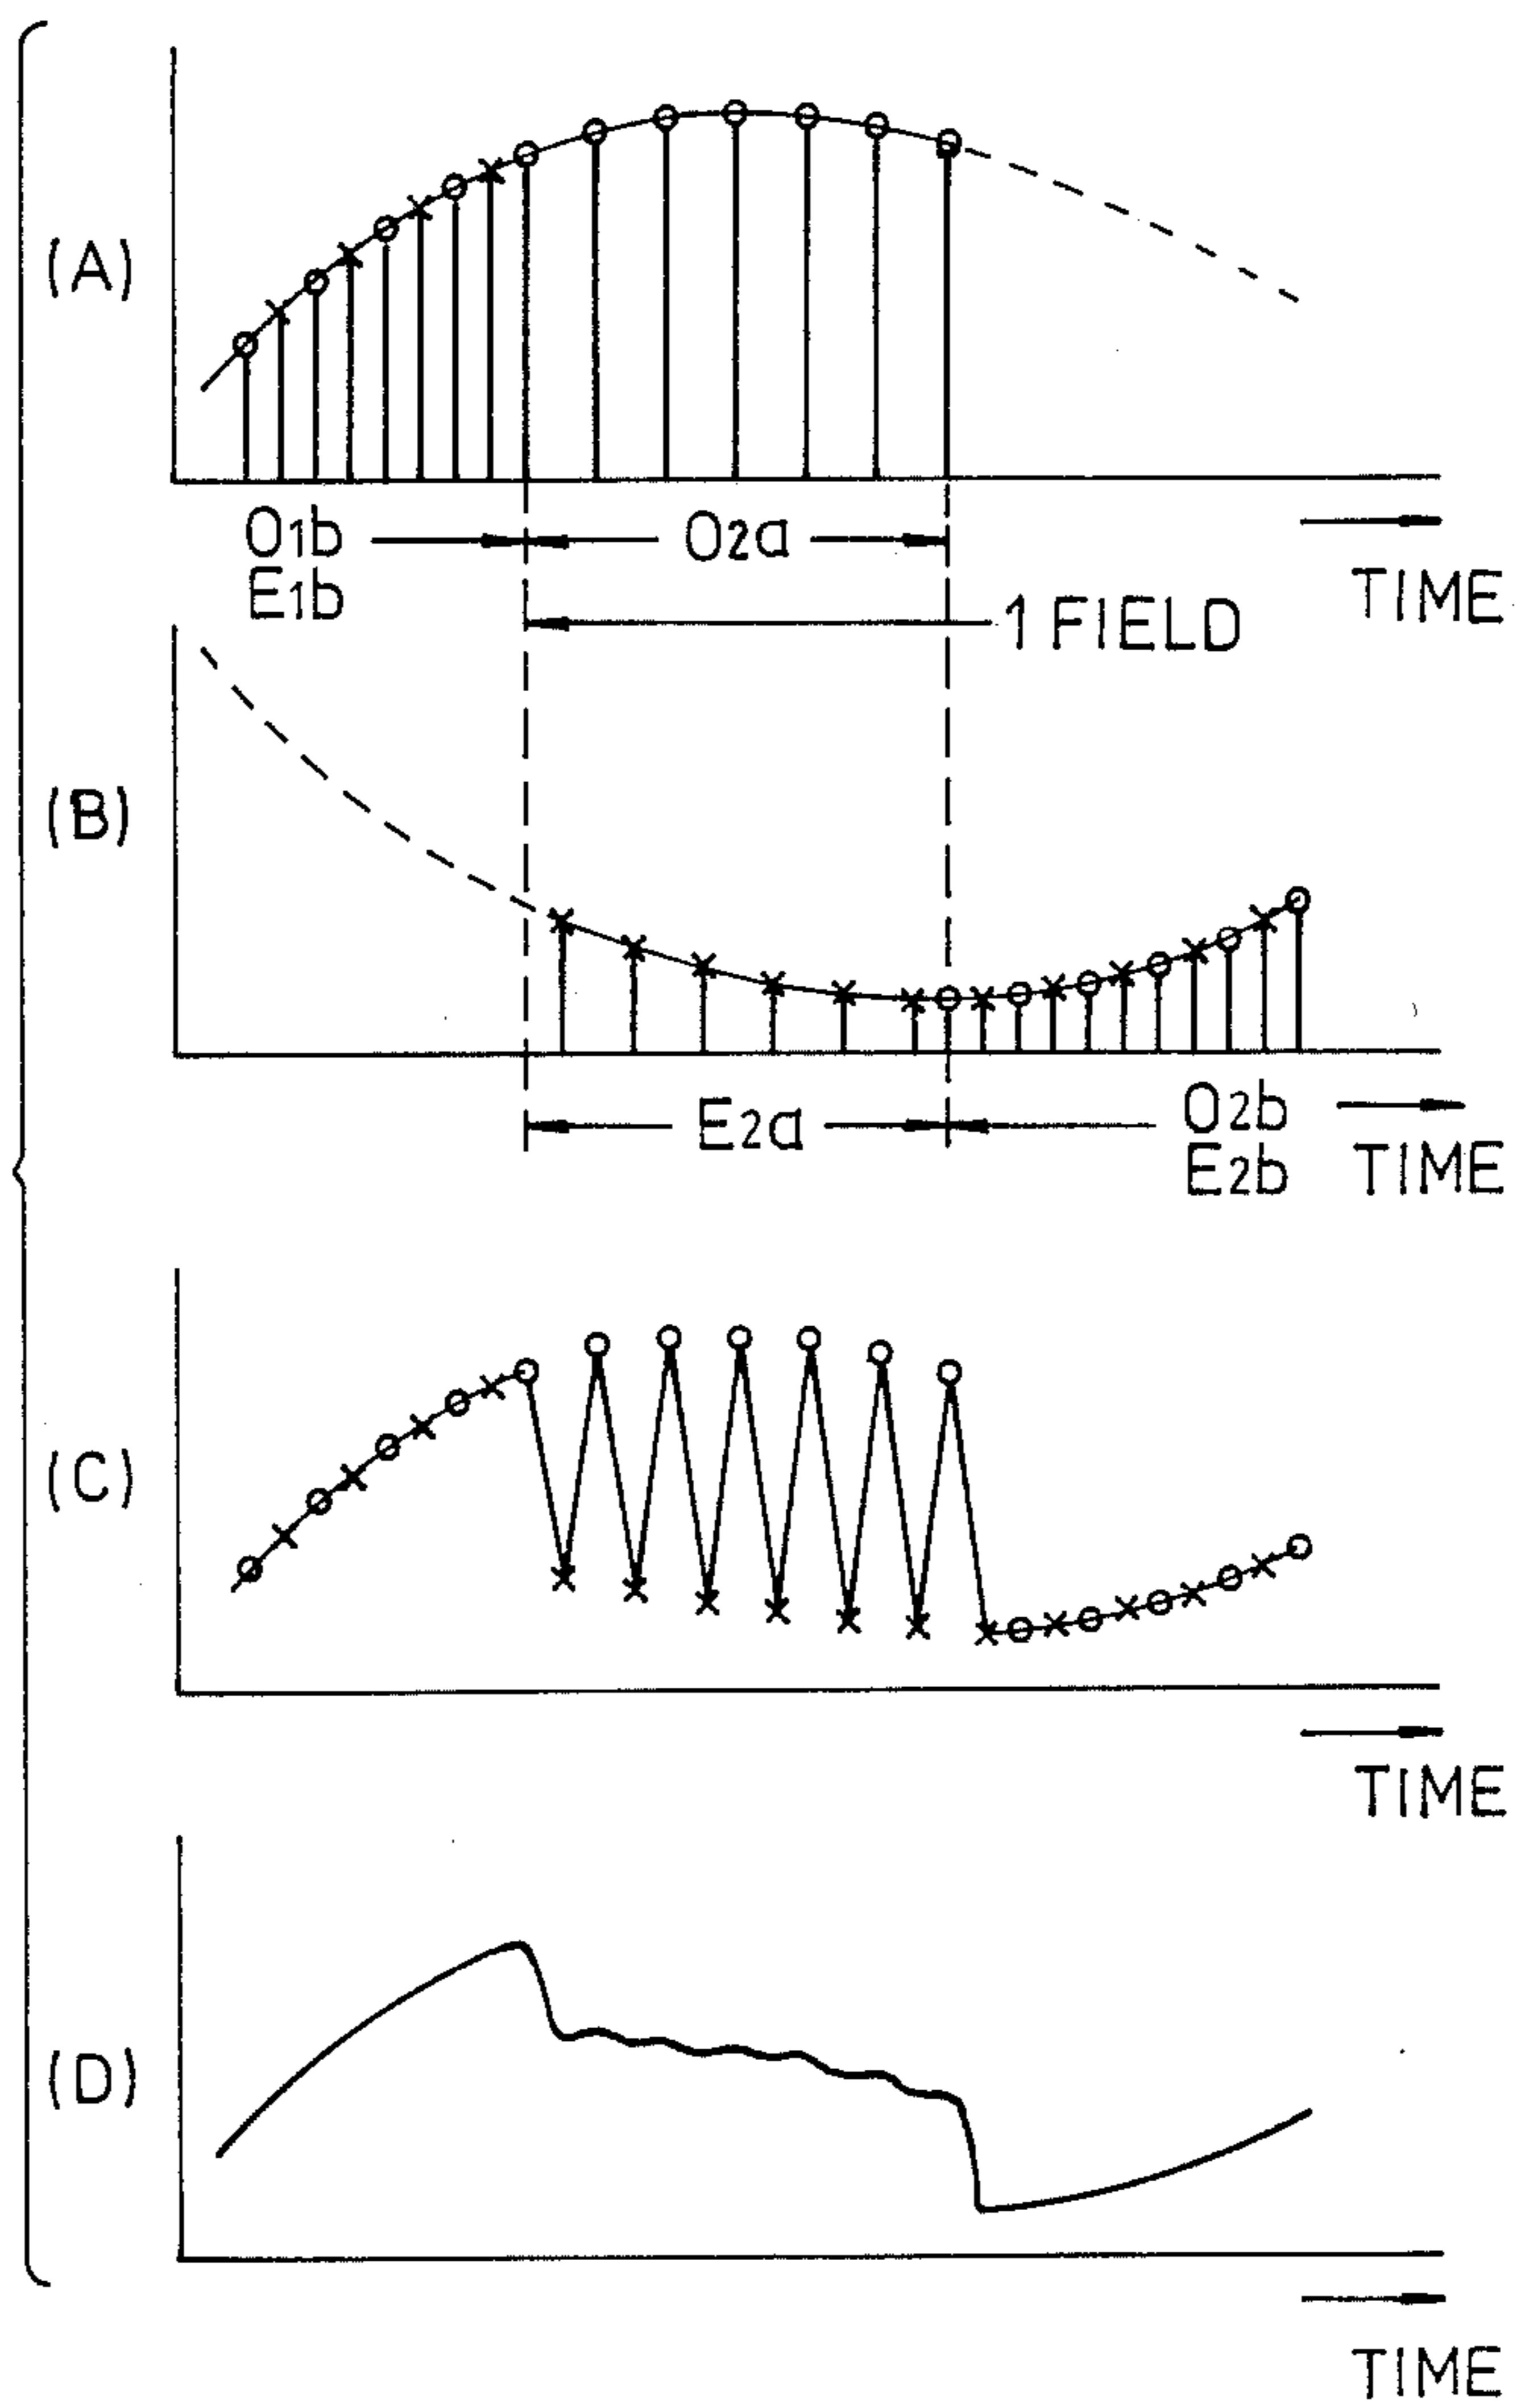 (A)
O1b
E1b
O2a
TIME
1 FIELD
(B)
E2a
O2b
E2b
TIME
(C)
TIME
(D)
TIME